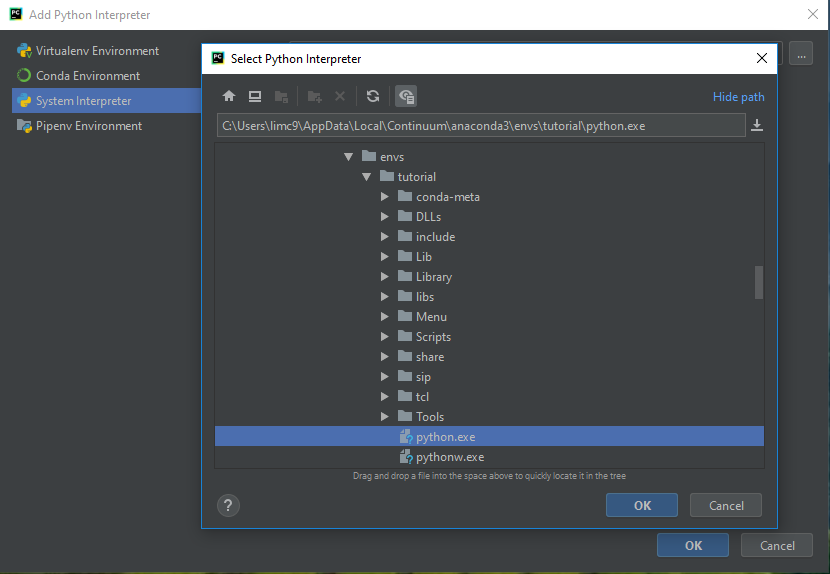 Add Python Interpreter
Virtualenv Environment
Conda Environment
System Interpreter
Pipenv Environment
...
Select Python Interpreter
Hide path
C:\Users\limc9\AppData\Local\Continuum\anaconda3\envs\tutorial\python.exe
envs
tutorial
conda-meta
DLLs
include
Lib
Library
libs
Menu
Scripts
share
sip
tcl
Tools
python.exe
pythonw.exe
Drag and drop a file into the space above to quickly locate it in the tree
?
OK
Cancel
OK
Cancel